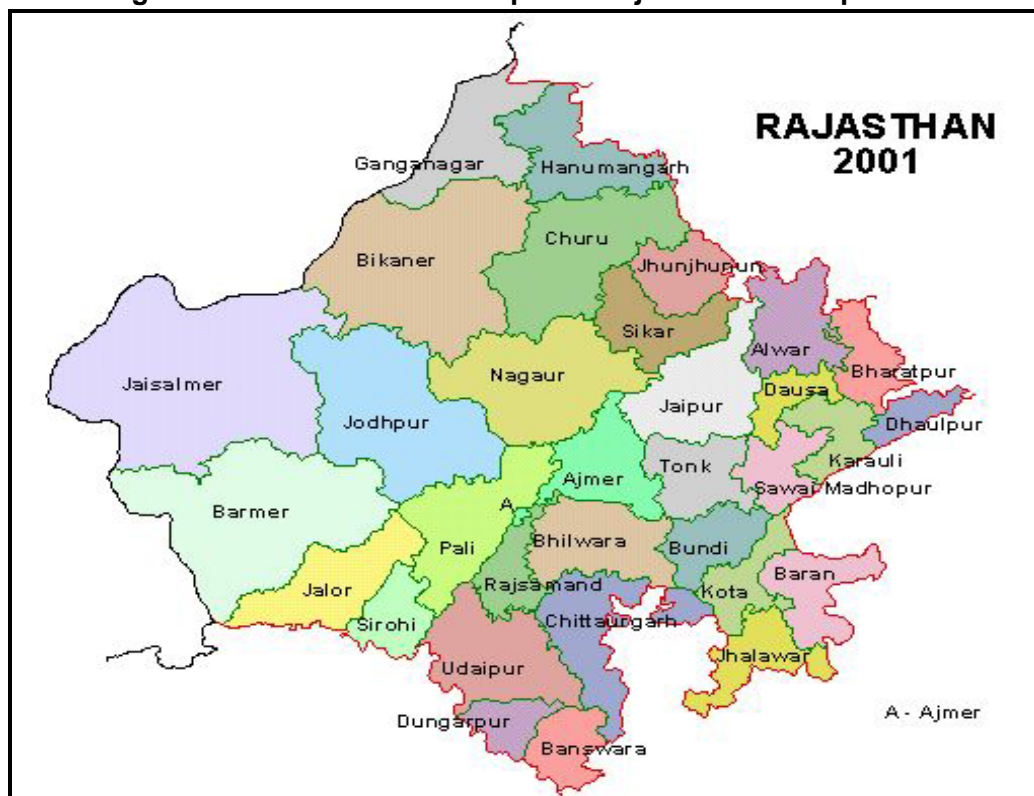 RAJASTHAN
2001
Ganganagar
Hanumangarh
Churu
Bikaner
Jhunjhunun
Sikar
Alwar
Bharatpur
Nagaur
Jaisalmer
Dausa
Jaipur
Jodhpur
Dhaulpur
Karauli
Tonk
Ajmer
Sawai Madhopur
A
Barmer
Bhilwara
Pali
Bundi
Baran
Rajsamand
Kota
Jalor
Chittaurgarh
Sirohi
Jhalawar
Udaipur
A - Ajmer
Dungarpur
Banswara